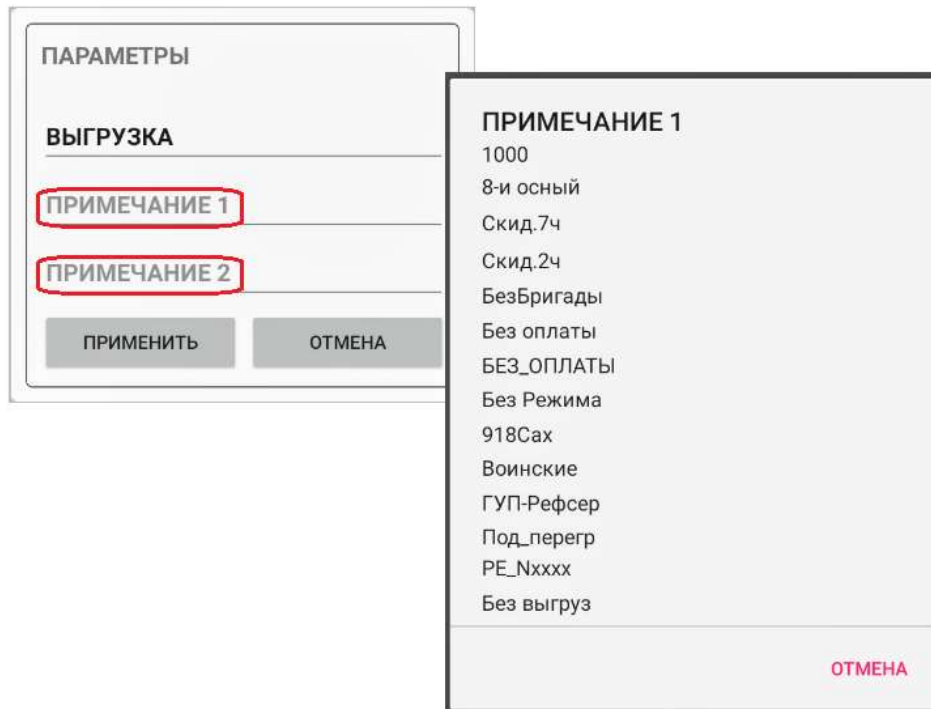 ПАРАМЕТРЫ
ВЫГРУЗКА
ПРИМЕЧАНИЕ 1
ПРИМЕЧАНИЕ 2
ПРИМЕНИТЬ
ОТМЕНА
ПРИМЕЧАНИЕ 1
1000
8-и осный
Скид.7ч
Скид.2ч
БезБригады
Без оплаты
БЕЗ_ОПЛАТЫ
Без Режима
918Сах
Воинские
ГУП-Рефсер
Под_перегр
РЕ_Nxxxx
Без выгруз
ОТМЕНА